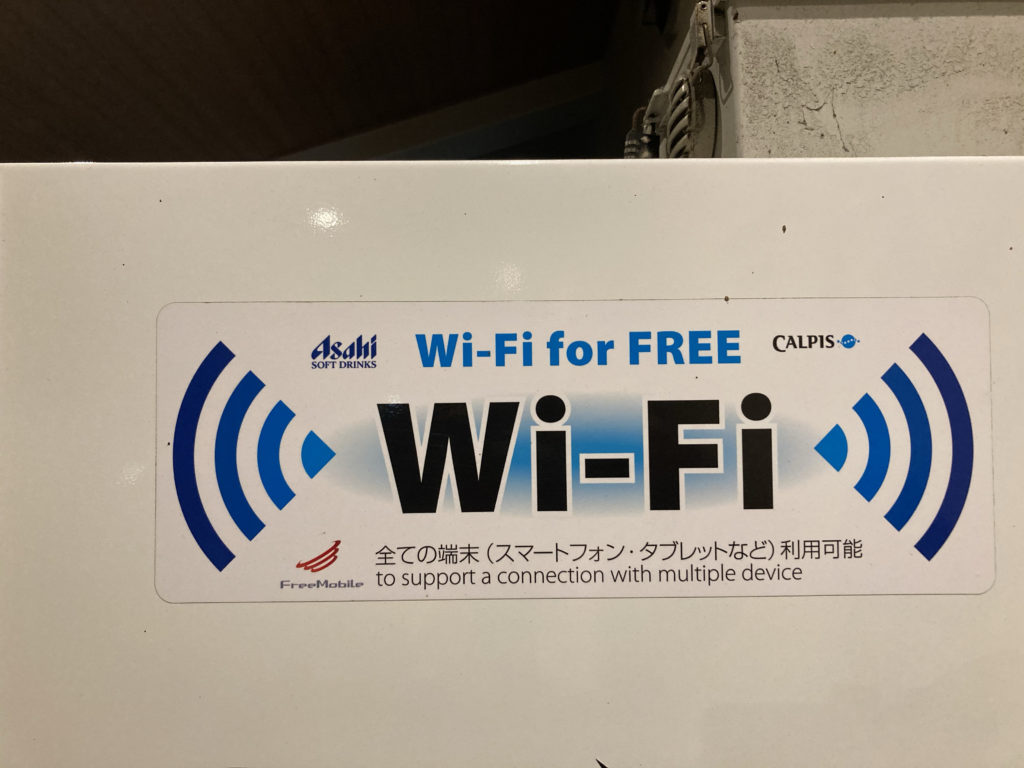 Asahi
SOFT DRINKS
Wi-Fi for FREE
CALPIS
Wi-Fi
FreeMobile
全ての端末（スマートフォン・タブレットなど）利用可能
to support a connection with multiple device